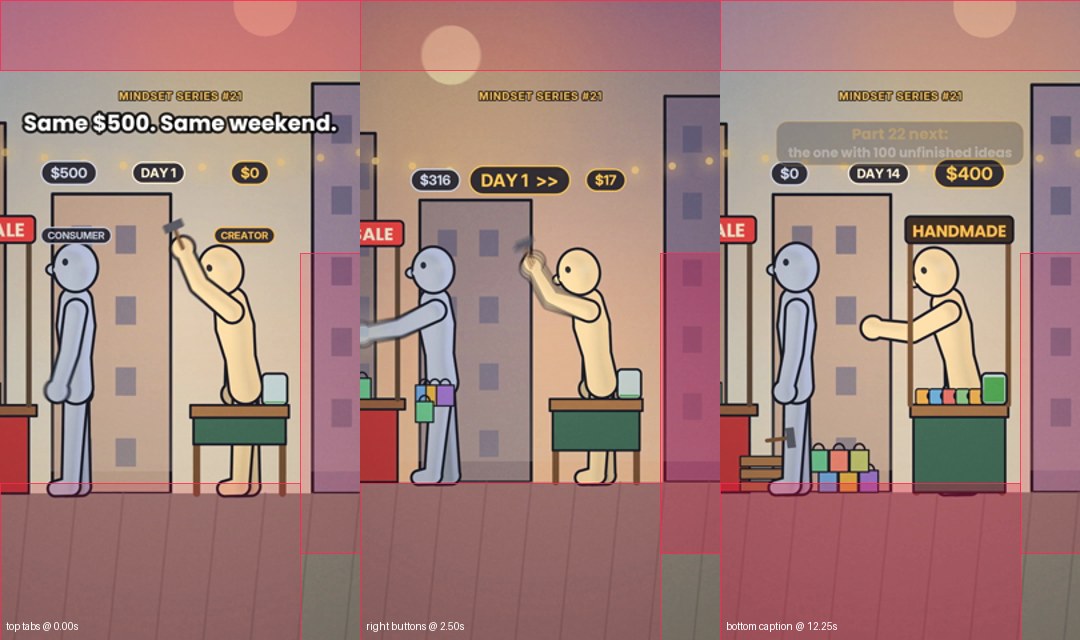 MINDSET SERIES #21
Same $500. Same weekend.
$500
DAY 1
$0
ALE
CONSUMER
CREATOR
top tabs @ 0.00s
MINDSET SERIES #21
$316
DAY 1 >>
$17
SALE
right buttons @ 2.50s
MINDSET SERIES #21
Part 22 next:
the one with 100 unfinished ideas
$0
DAY 14
$400
ALE
HANDMADE
bottom caption @ 12.25s